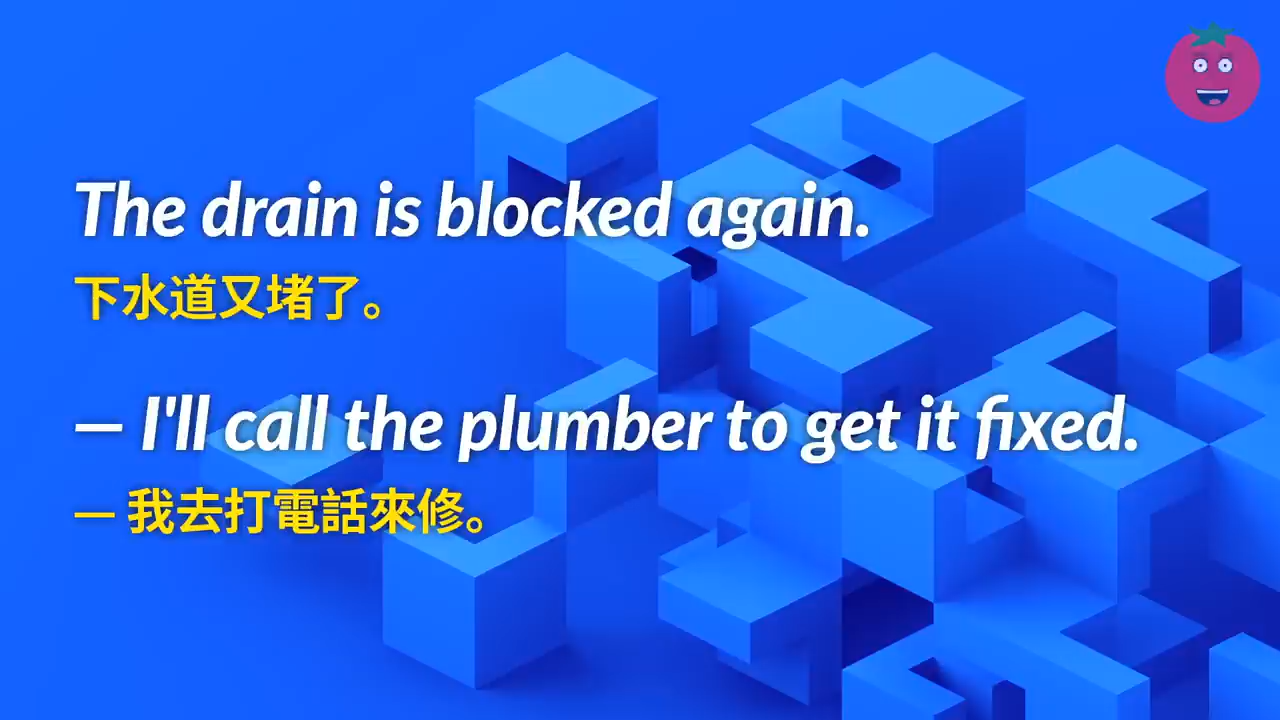 The drain is blocked again.
下水道又堵了。
— I'll call the plumber to get it fixed.
— 我去打電話來修。